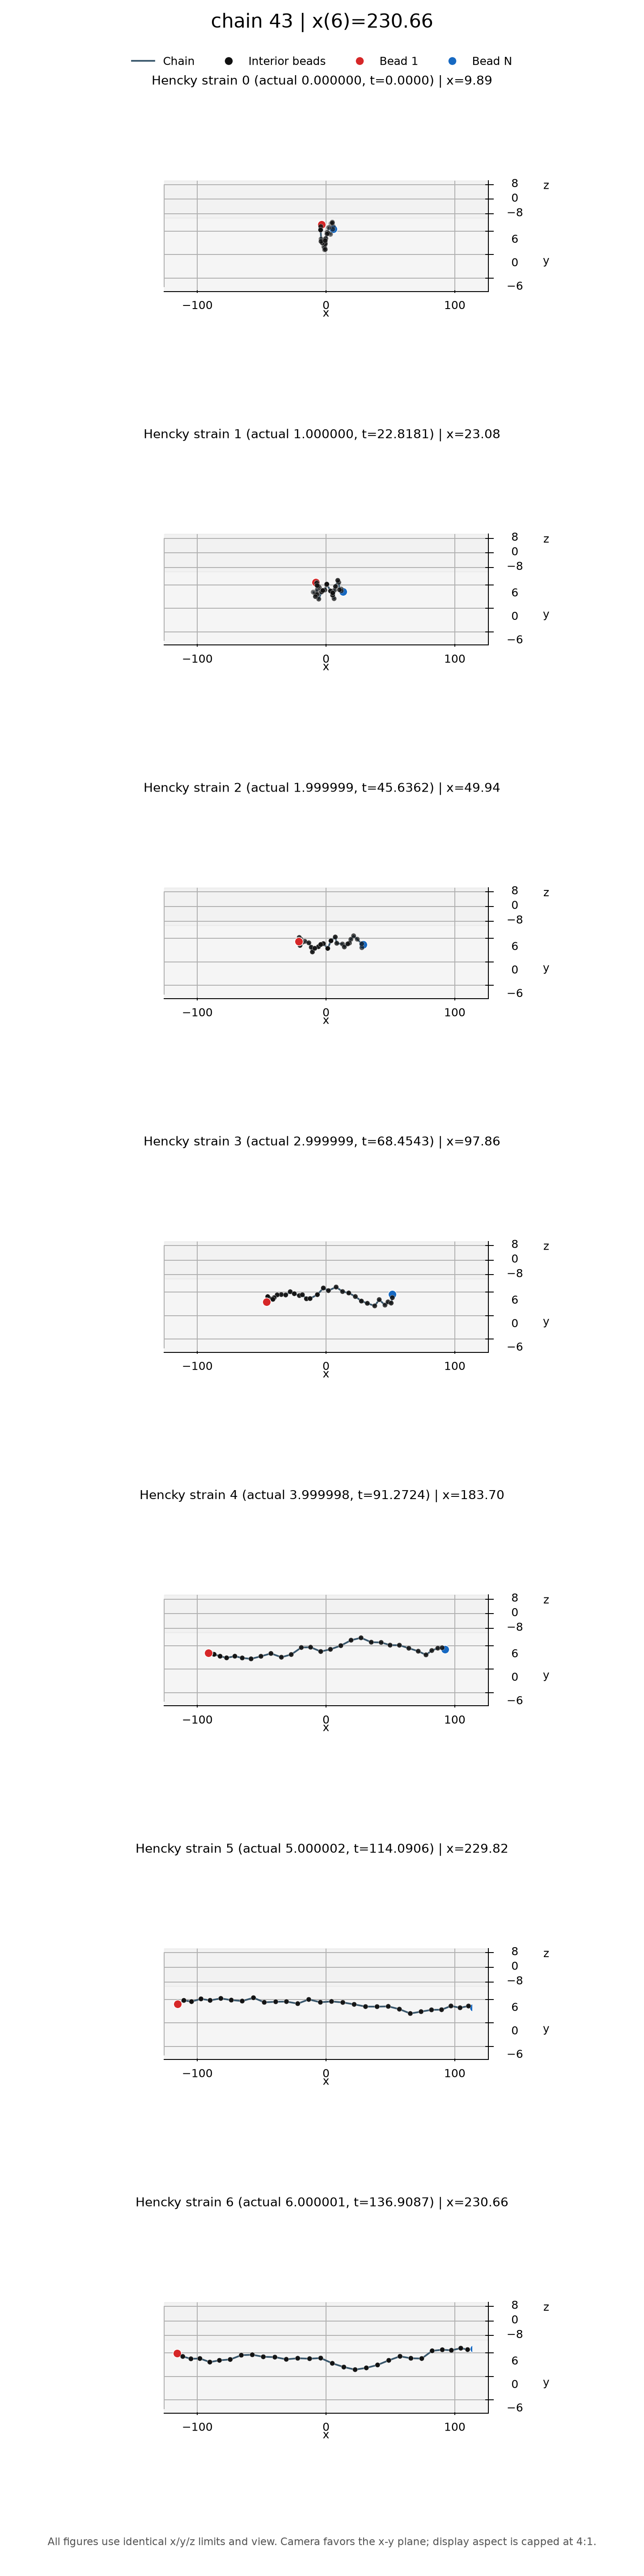 chain 43 | x(6)=230.66
Chain Interior beads Bead 1 Bead N
Hencky strain 0 (actual 0.000000, t=0.0000) | x=9.89
8 z
0
−8
6
0 y
−6
−100 0 100
x
Hencky strain 1 (actual 1.000000, t=22.8181) | x=23.08
8 z
0
−8
6
0 y
−6
−100 0 100
x
Hencky strain 2 (actual 1.999999, t=45.6362) | x=49.94
8 z
0
−8
6
0 y
−6
−100 0 100
x
Hencky strain 3 (actual 2.999999, t=68.4543) | x=97.86
8 z
0
−8
6
0 y
−6
−100 0 100
x
Hencky strain 4 (actual 3.999998, t=91.2724) | x=183.70
8 z
0
−8
6
0 y
−6
−100 0 100
x
Hencky strain 5 (actual 5.000002, t=114.0906) | x=229.82
8 z
0
−8
6
0 y
−6
−100 0 100
x
Hencky strain 6 (actual 6.000001, t=136.9087) | x=230.66
8 z
0
−8
6
0 y
−6
−100 0 100
x
All figures use identical x/y/z limits and view. Camera favors the x-y plane; display aspect is capped at 4:1.